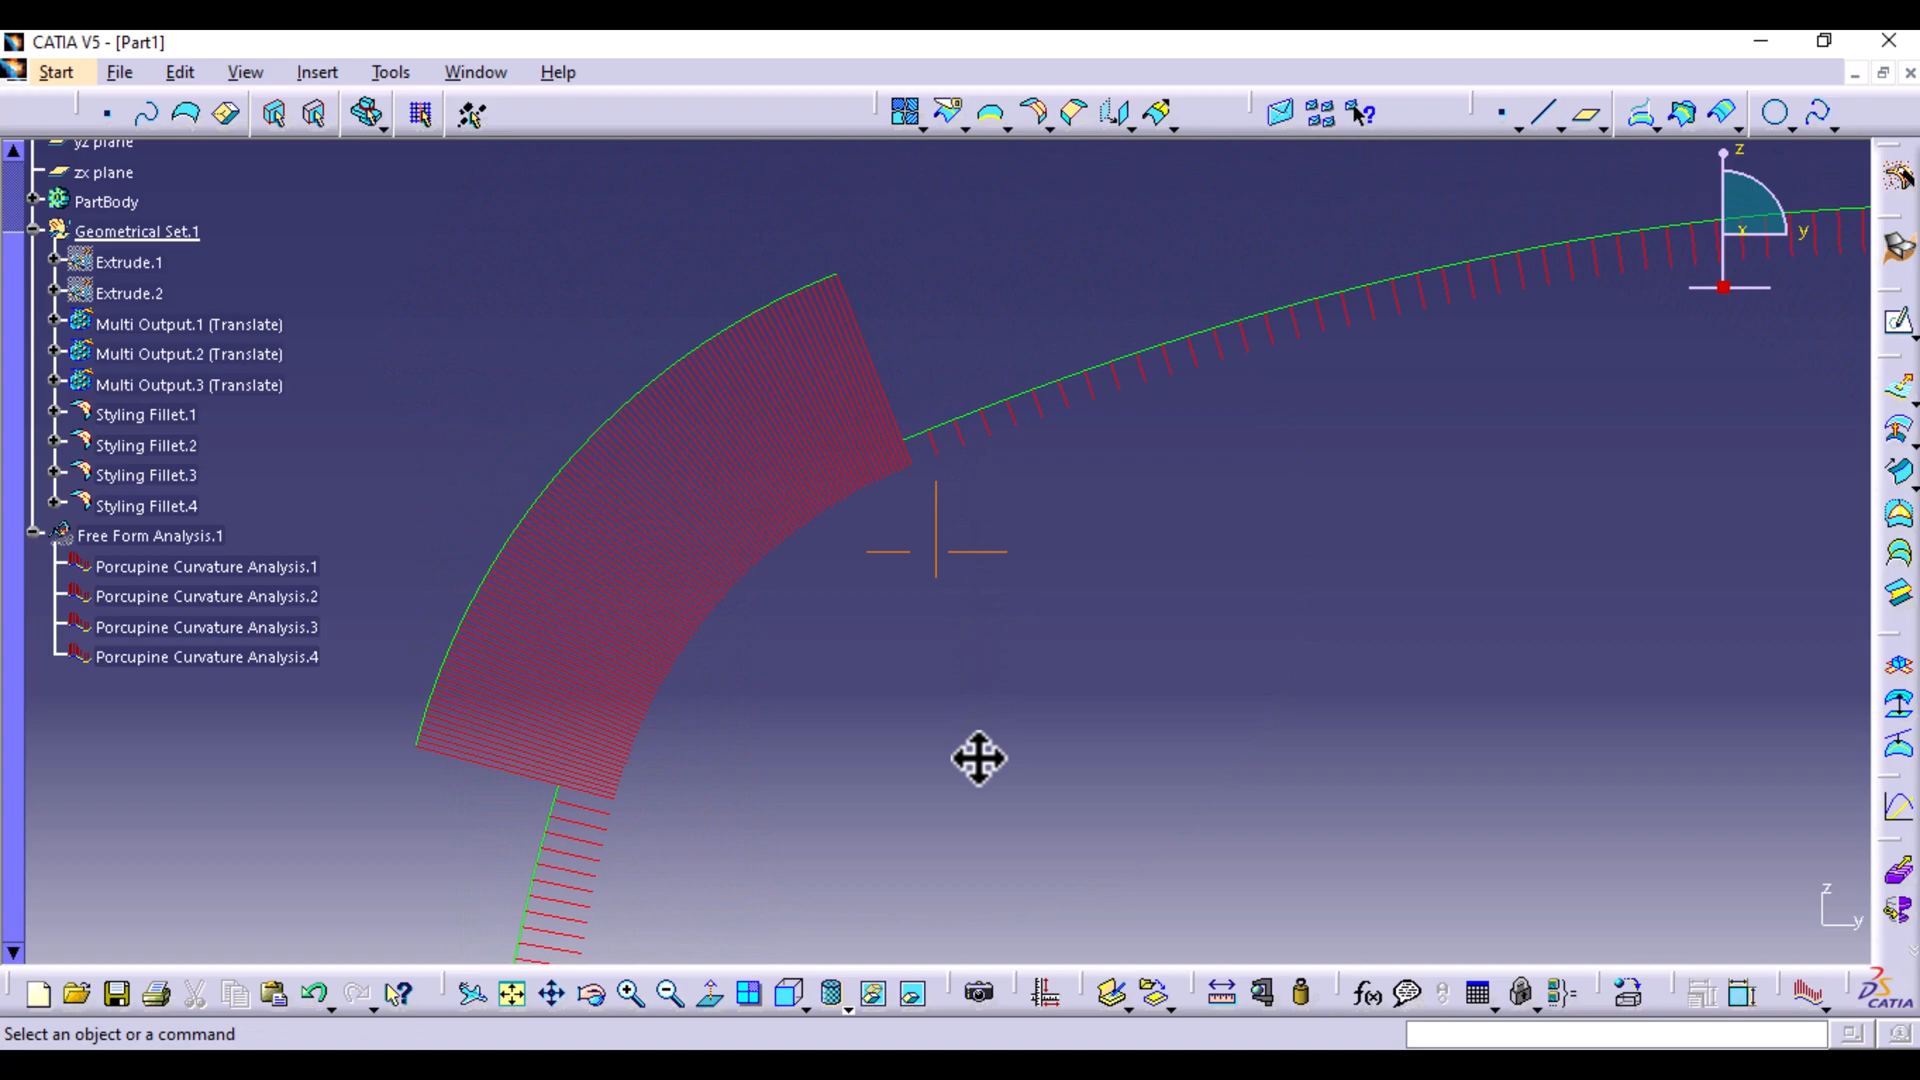 CATIA V5 - [Part1]
Start File Edit View Insert Tools Window Help
yz plane
zx plane
PartBody
Geometrical Set.1
Extrude.1
Extrude.2
Multi Output.1 (Translate)
Multi Output.2 (Translate)
Multi Output.3 (Translate)
Styling Fillet.1
Styling Fillet.2
Styling Fillet.3
Styling Fillet.4
Free Form Analysis.1
Porcupine Curvature Analysis.1
Porcupine Curvature Analysis.2
Porcupine Curvature Analysis.3
Porcupine Curvature Analysis.4
z
x
y
z
y
f(x)
CATIA
Select an object or a command